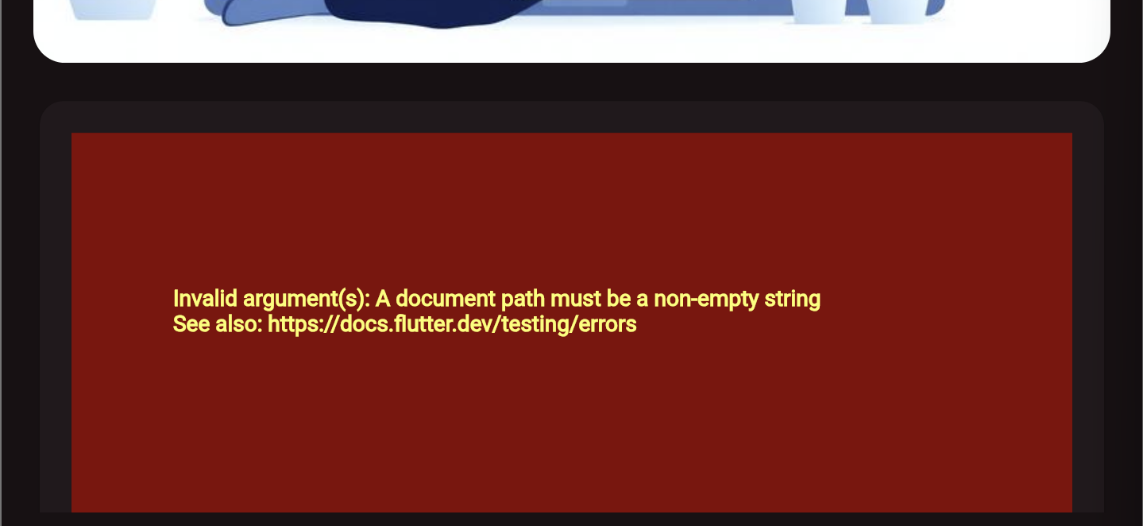 Invalid argument(s): A document path must be a non-empty string
See also: https://docs.flutter.dev/testing/errors